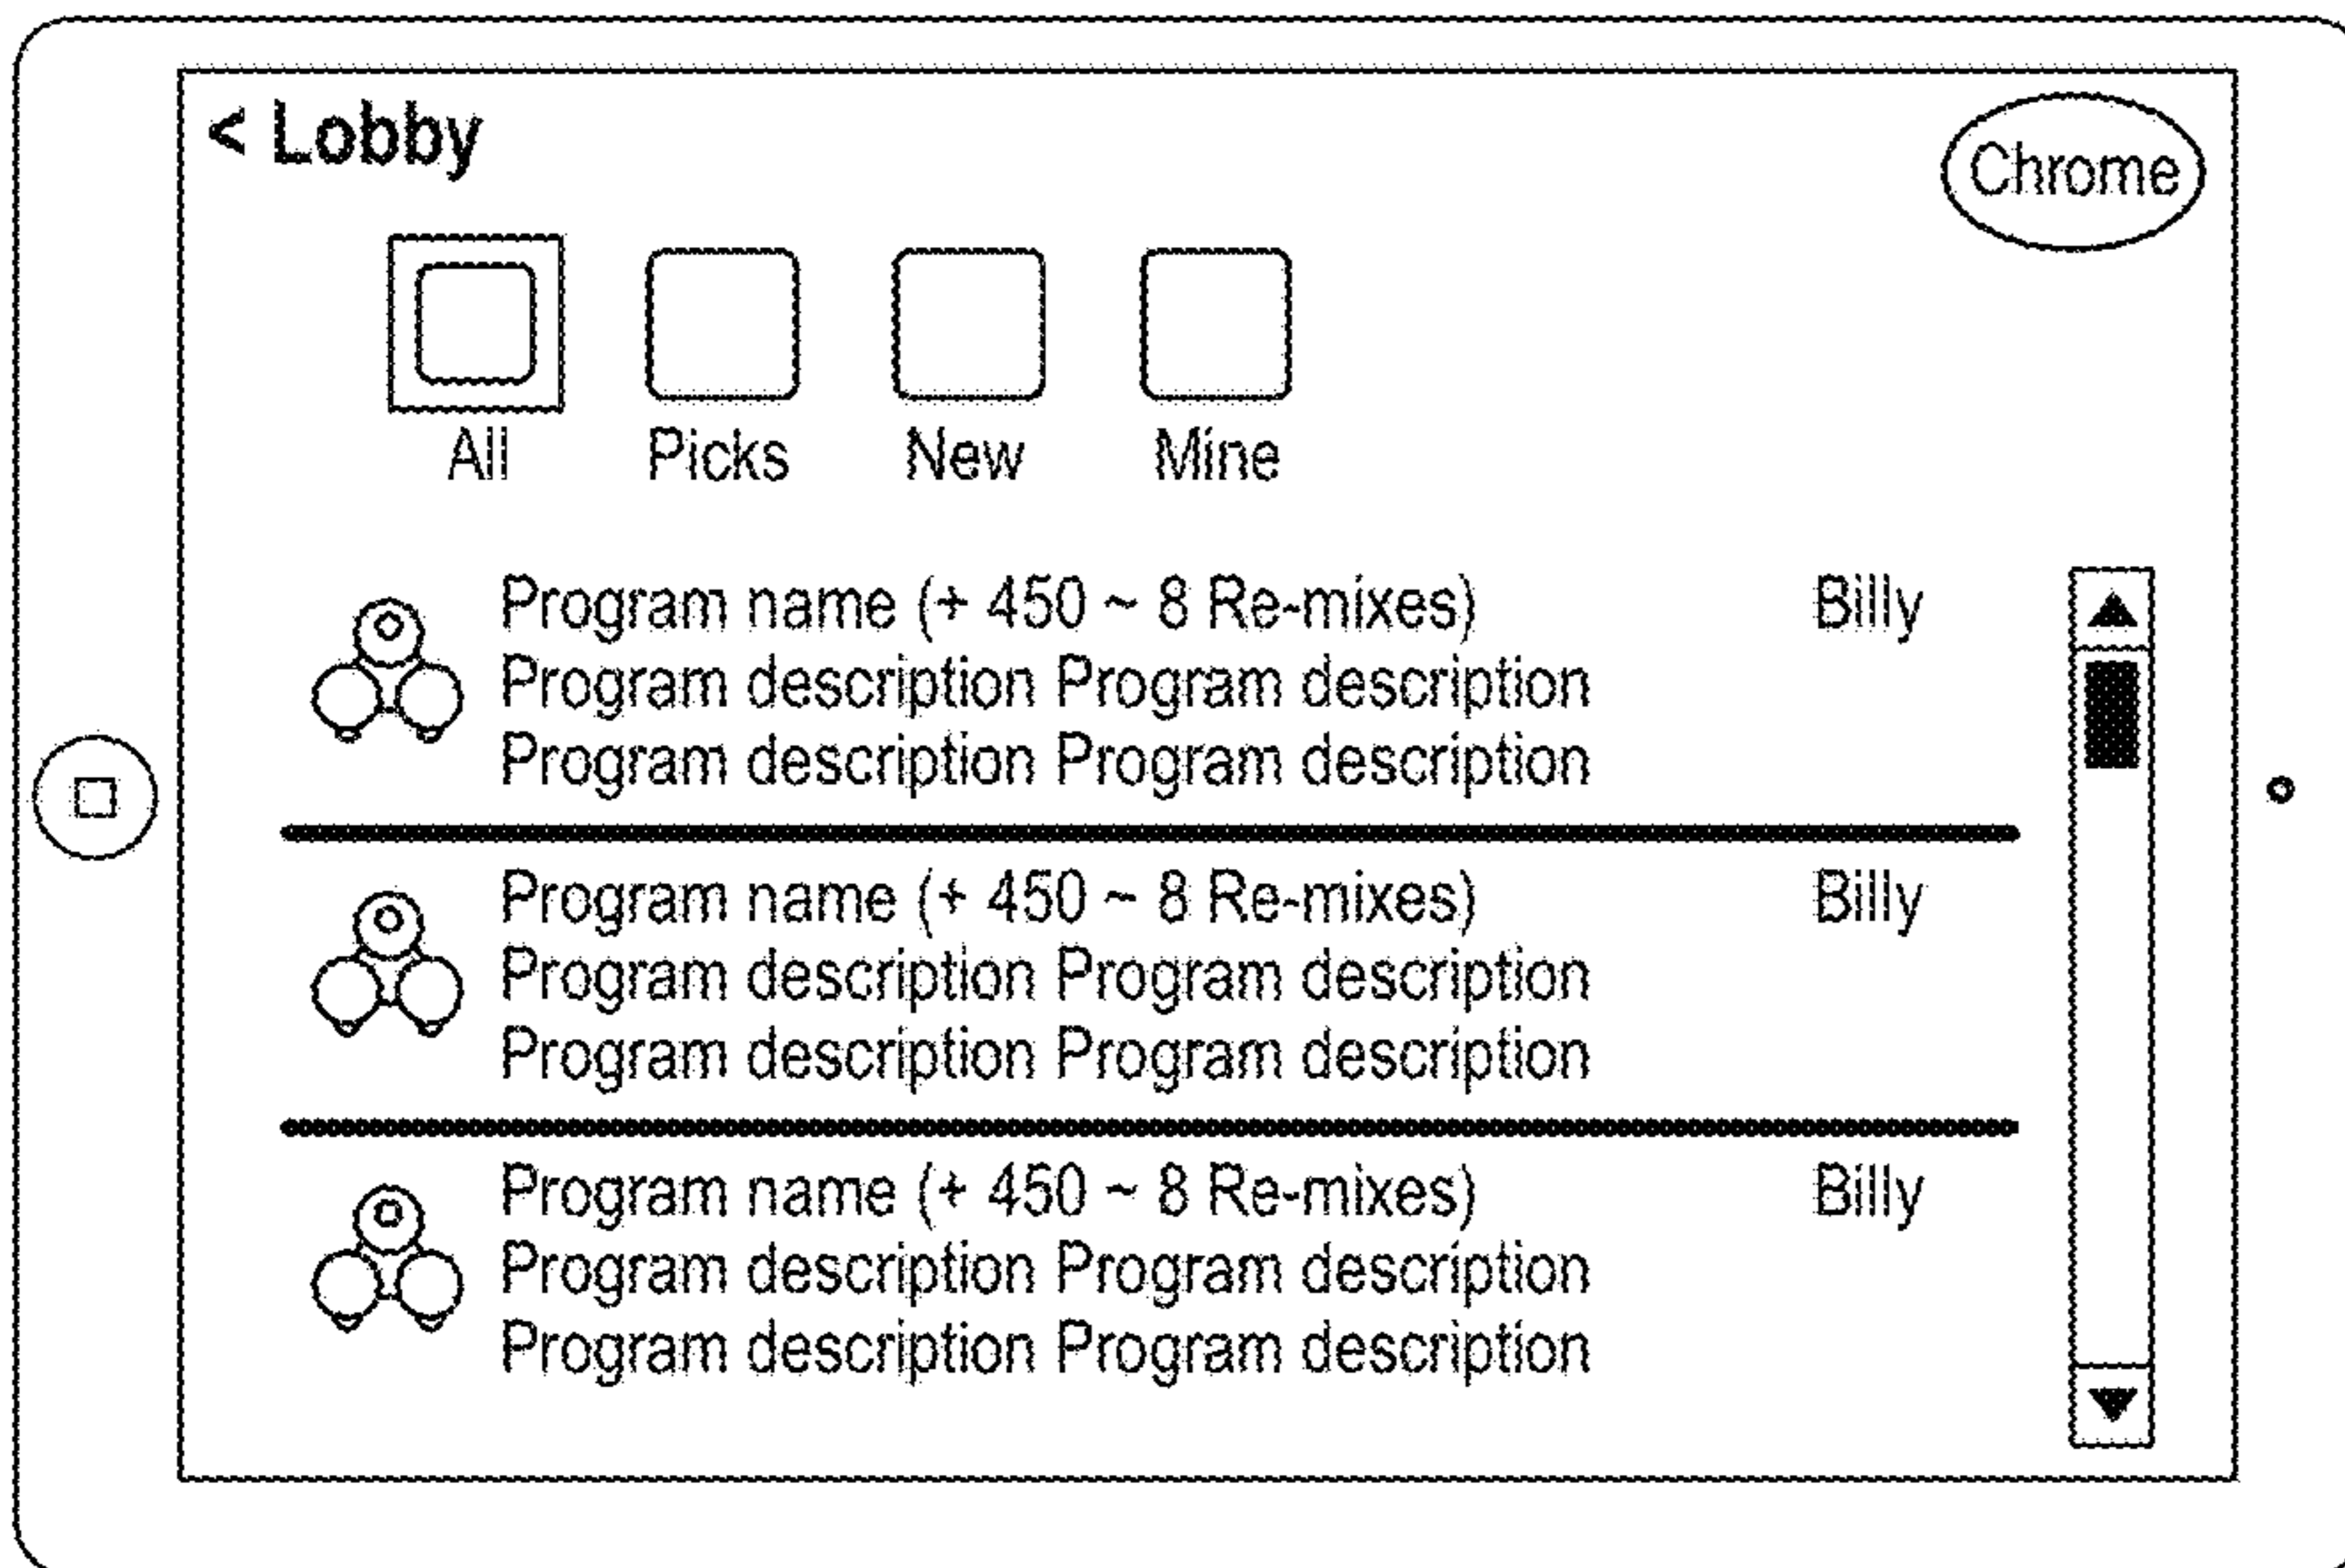 < Lobby
Chrome
All Picks New Mine
Program name (+ 450 ~ 8 Re-mixes) Billy
Program description Program description
Program description Program description
Program name (+ 450 ~ 8 Re-mixes) Billy
Program description Program description
Program description Program description
Program name (+ 450 ~ 8 Re-mixes) Billy
Program description Program description
Program description Program description